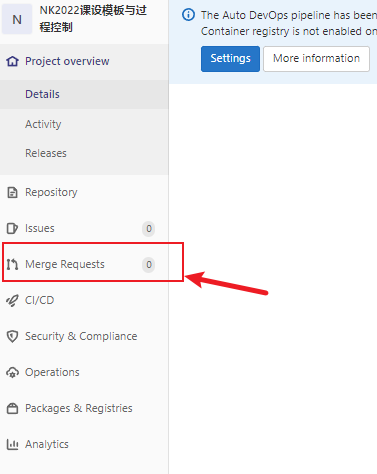 N
NK2022课设模板与过
程控制
Project overview
Details
Activity
Releases
Repository
Issues
0
Merge Requests
0
CI/CD
Security & Compliance
Operations
Packages & Registries
Analytics
The Auto DevOps pipeline has been
Container registry is not enabled on
Settings
More information